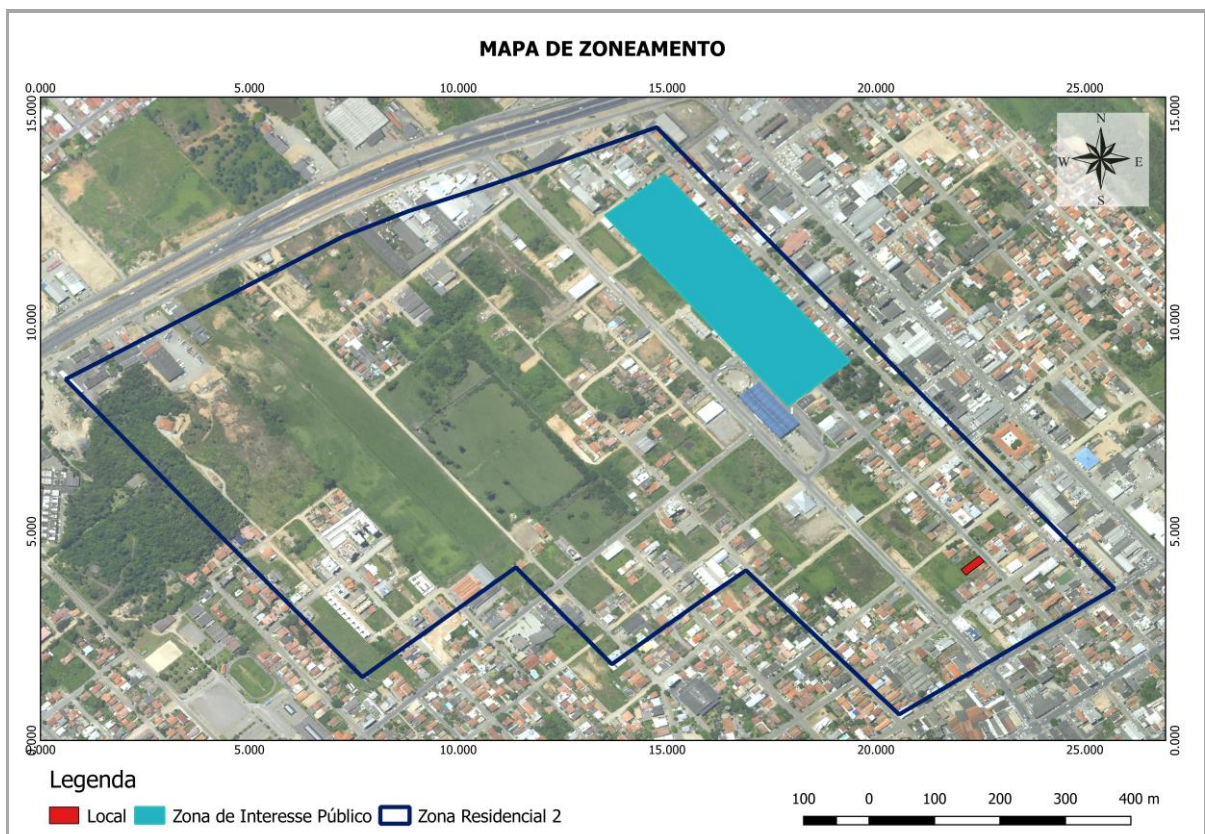 MAPA DE ZONEAMENTO
0.000 5.000 10.000 15.000 20.000 25.000
15.000 15.000
N
W E
S
10.000 10.000
5.000 5.000
0.000 0.000
0.000 5.000 10.000 15.000 20.000 25.000
Legenda
Local Zona de Interesse Público Zona Residencial 2
100 0 100 200 300 400 m